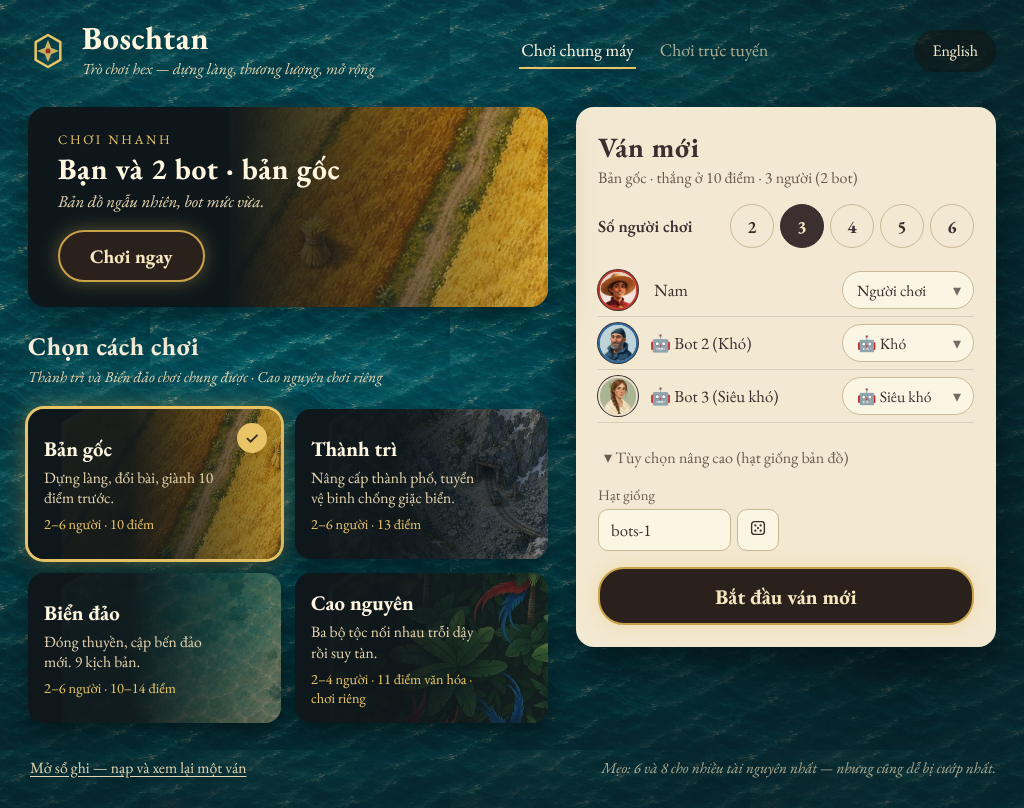 Boschtan
Trò chơi hex — dựng làng, thương lượng, mở rộng
Chơi chung máy
Chơi trực tuyến
English
CHƠI NHANH
Bạn và 2 bot · bản gốc
Bản đồ ngẫu nhiên, bot mức vừa.
Chơi ngay
Chọn cách chơi
Thành trì và Biển đảo chơi chung được · Cao nguyên chơi riêng
Bản gốc
Dựng làng, đổi bài, giành 10
điểm trước.
2–6 người · 10 điểm
Thành trì
Nâng cấp thành phố, tuyển
vệ binh chống giặc biển.
2–6 người · 13 điểm
Biển đảo
Đóng thuyền, cập bến đảo
mới. 9 kịch bản.
2–6 người · 10–14 điểm
Cao nguyên
Ba bộ tộc nối nhau trỗi dậy
rồi suy tàn.
2–4 người · 11 điểm văn hóa ·
chơi riêng
Ván mới
Bản gốc · thắng ở 10 điểm · 3 người (2 bot)
Số người chơi
2
3
4
5
6
Nam
Người chơi ▾
🤖 Bot 2 (Khó)
🤖 Khó ▾
🤖 Bot 3 (Siêu khó)
🤖 Siêu khó ▾
▾ Tùy chọn nâng cao (hạt giống bản đồ)
Hạt giống
bots-1
Bắt đầu ván mới
Mở sổ ghi — nạp và xem lại một ván
Mẹo: 6 và 8 cho nhiều tài nguyên nhất — nhưng cũng dễ bị cướp nhất.